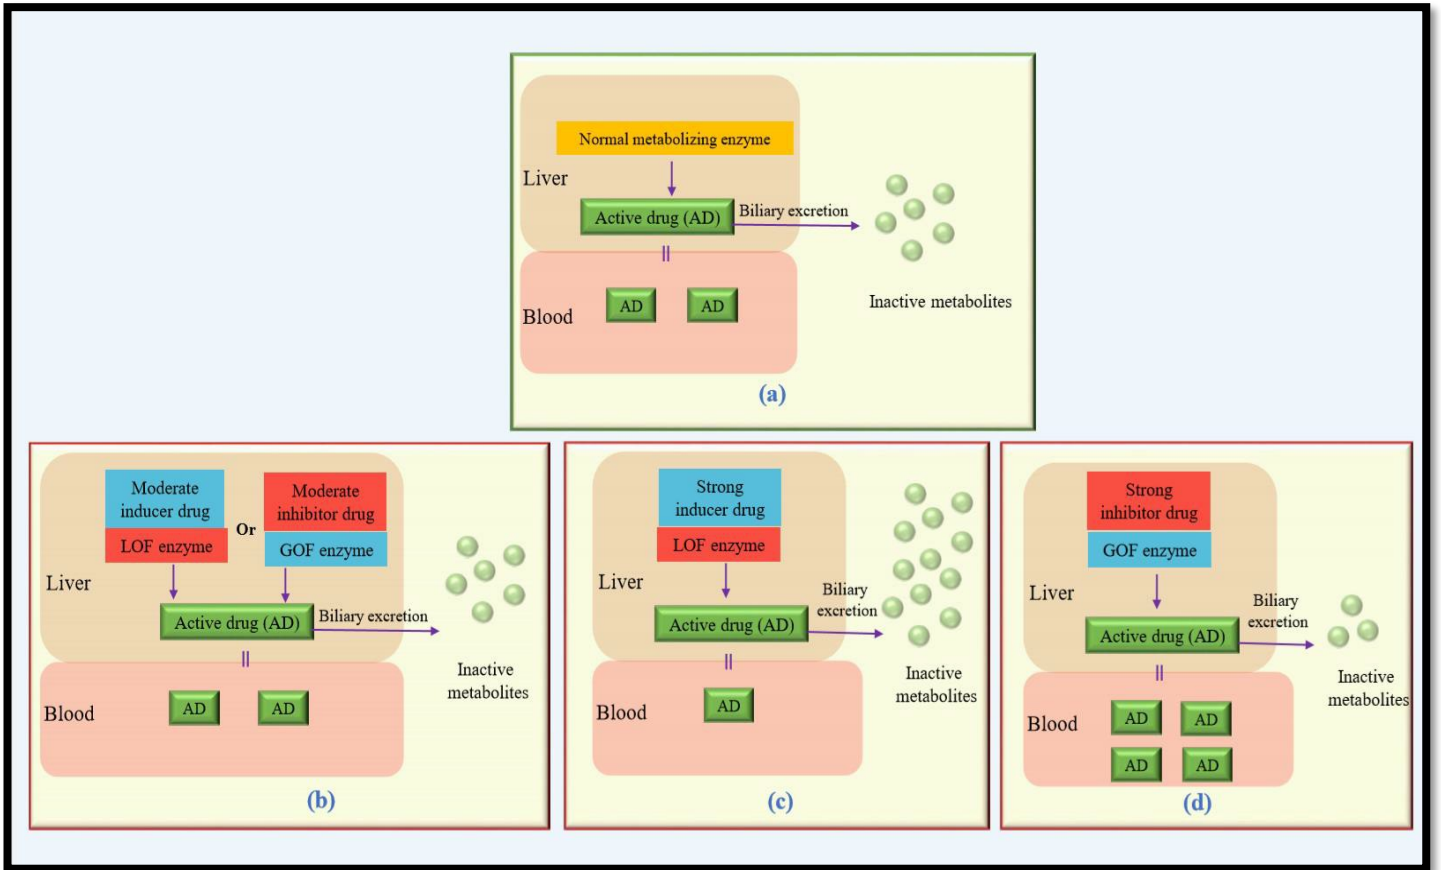 Normal metabolizing enzyme
Liver
Active drug (AD)
Biliary excretion
AD
AD
Blood
Inactive metabolites
(a)
Moderate
inducer drug
LOF enzyme
Or
Moderate
inhibitor drug
GOF enzyme
Liver
Active drug (AD)
Biliary excretion
Inactive
metabolites
Blood
AD
AD
(b)
Strong
inducer drug
LOF enzyme
Liver
Active drug (AD)
Biliary
excretion
Inactive
metabolites
Blood
AD
(c)
Strong
inhibitor drug
GOF enzyme
Liver
Active drug (AD)
Biliary
excretion
Inactive
metabolites
Blood
AD
AD
AD
AD
(d)